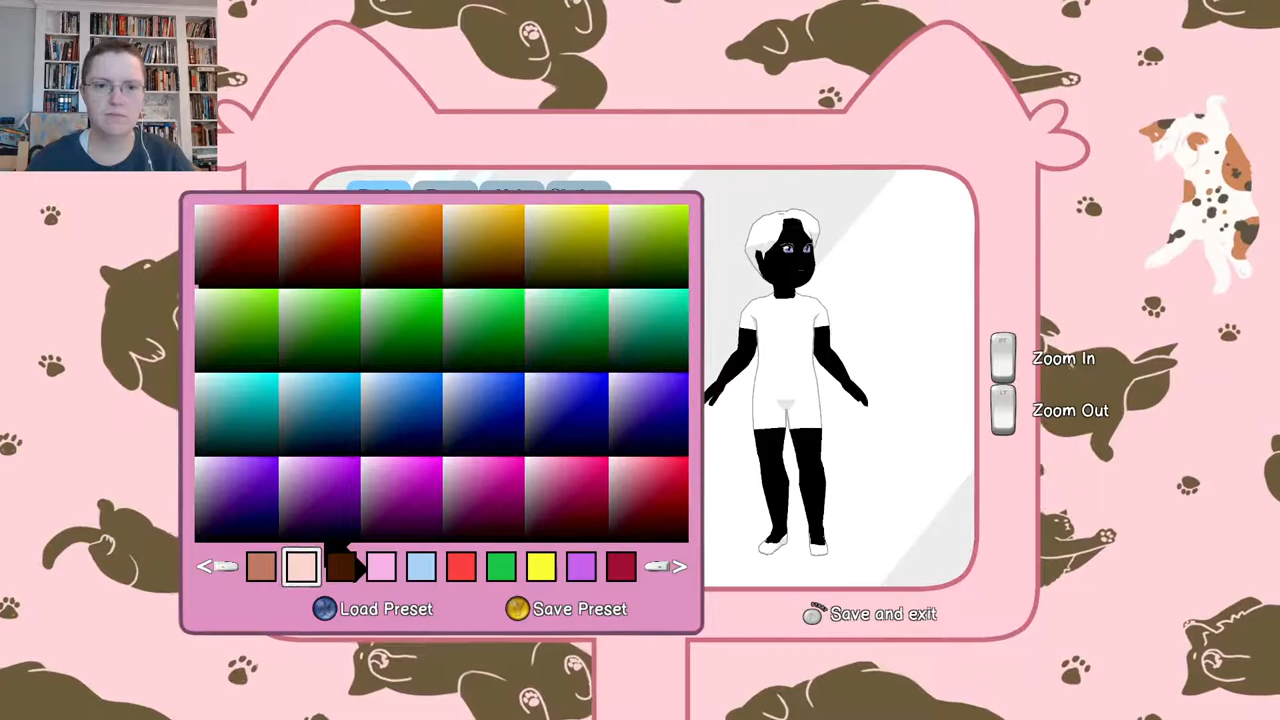 Zoom In
Zoom Out
Load Preset
Save Preset
Save and exit